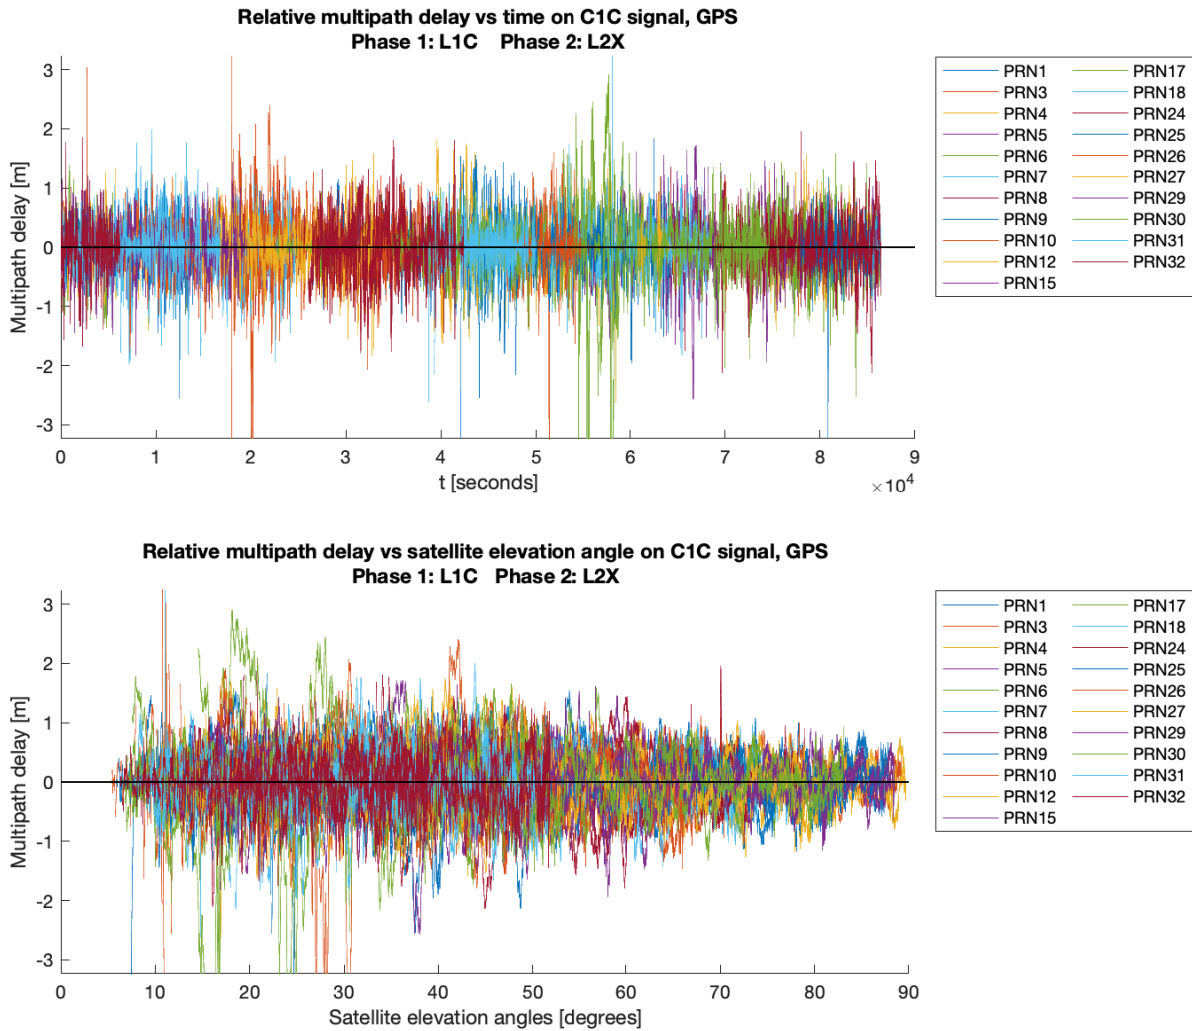 Relative multipath delay vs time on C1C signal, GPS
Phase 1: L1C    Phase 2: L2X
3
2
1
0
-1
-2
-3
Multipath delay [m]
0 1 2 3 4 5 6 7 8 9
t [seconds]
×10⁴
PRN1 PRN17
PRN3 PRN18
PRN4 PRN24
PRN5 PRN25
PRN6 PRN26
PRN7 PRN27
PRN8 PRN29
PRN9 PRN30
PRN10 PRN31
PRN12 PRN32
PRN15
Relative multipath delay vs satellite elevation angle on C1C signal, GPS
Phase 1: L1C   Phase 2: L2X
3
2
1
0
-1
-2
-3
Multipath delay [m]
0 10 20 30 40 50 60 70 80 90
Satellite elevation angles [degrees]
PRN1 PRN17
PRN3 PRN18
PRN4 PRN24
PRN5 PRN25
PRN6 PRN26
PRN7 PRN27
PRN8 PRN29
PRN9 PRN30
PRN10 PRN31
PRN12 PRN32
PRN15